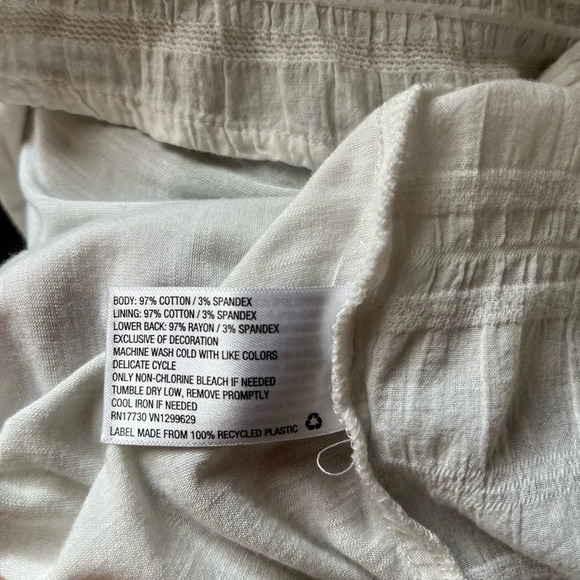 BODY: 97% COTTON / 3% SPANDEX
LINING: 97% COTTON / 3% SPANDEX
LOWER BACK: 97% RAYON / 3% SPANDEX
EXCLUSIVE OF DECORATION
MACHINE WASH COLD WITH LIKE COLORS
DELICATE CYCLE
ONLY NON-CHLORINE BLEACH IF NEEDED
TUMBLE DRY LOW, REMOVE PROMPTLY
COOL IRON IF NEEDED
RN17730 VN1299629
LABEL MADE FROM 100% RECYCLED PLASTIC